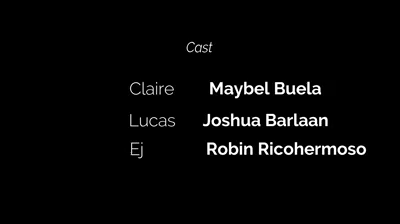 Cast
Claire Maybel Buela
Lucas Joshua Barlaan
Ej Robin Ricohermoso